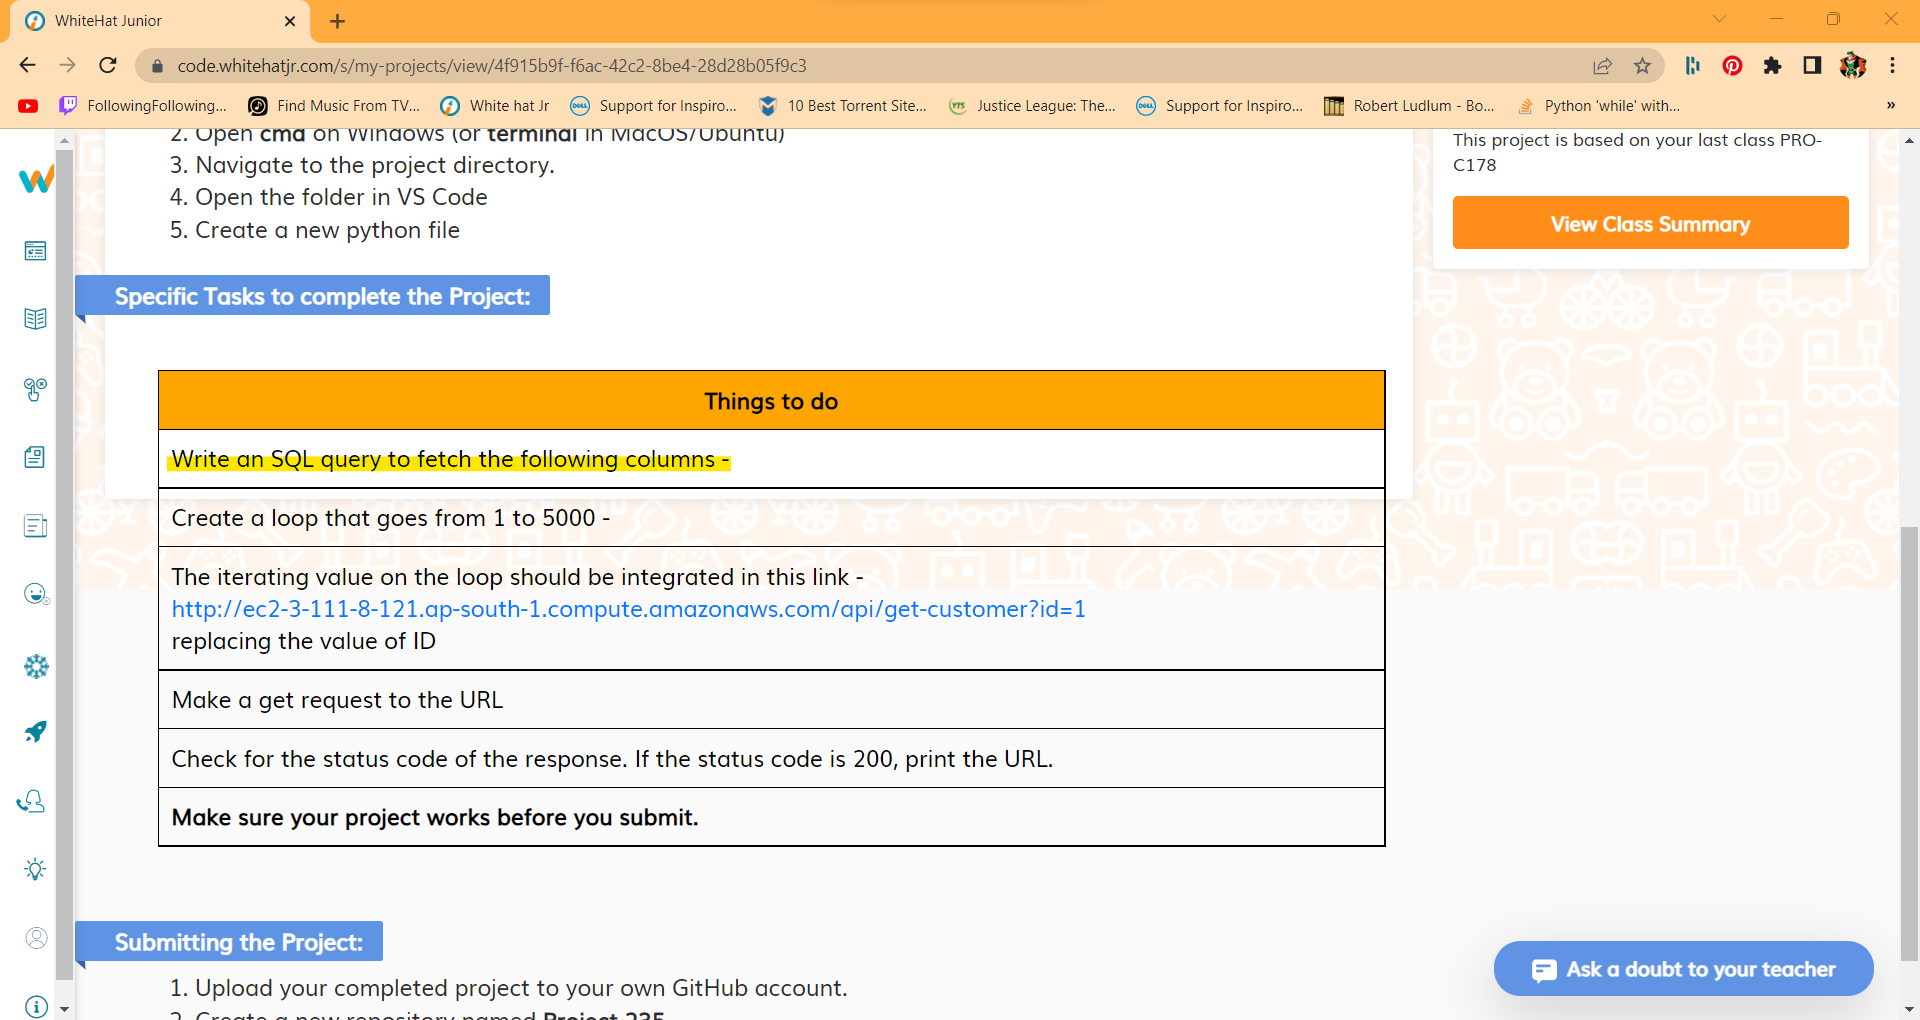 WhiteHat Junior
code.whitehatjr.com/s/my-projects/view/4f915b9f-f6ac-42c2-8be4-28d28b05f9c3
FollowingFollowing... Find Music From TV... White hat Jr Support for Inspiro... 10 Best Torrent Site... Justice League: The... Support for Inspiro... Robert Ludlum - Bo... Python 'while' with... »
2. Open cmd on Windows (or terminal in MacOS/Ubuntu)
3. Navigate to the project directory.
4. Open the folder in VS Code
5. Create a new python file
This project is based on your last class PRO-
C178
View Class Summary
Specific Tasks to complete the Project:
Things to do
Write an SQL query to fetch the following columns -
Create a loop that goes from 1 to 5000 -
The iterating value on the loop should be integrated in this link -
http://ec2-3-111-8-121.ap-south-1.compute.amazonaws.com/api/get-customer?id=1
replacing the value of ID
Make a get request to the URL
Check for the status code of the response. If the status code is 200, print the URL.
Make sure your project works before you submit.
Submitting the Project:
1. Upload your completed project to your own GitHub account.
2. Create a new repository named Project 235
Ask a doubt to your teacher